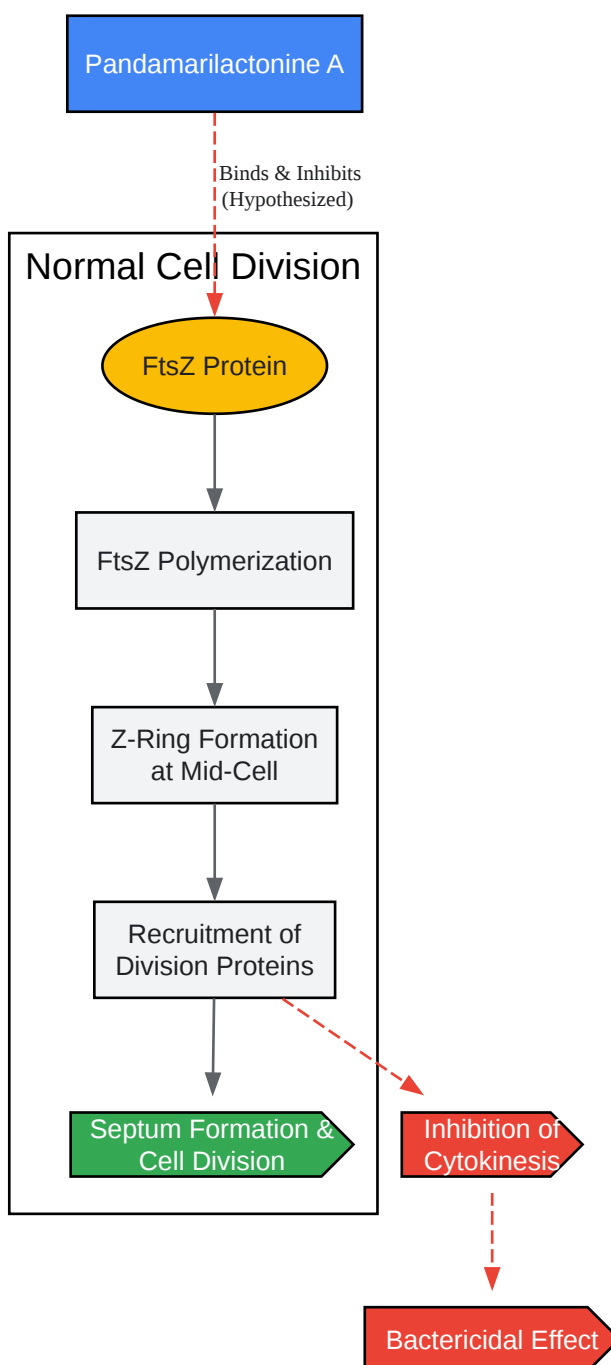 Pandamarilactonine A
Binds & Inhibits
(Hypothesized)
Normal Cell Division
FtsZ Protein
FtsZ Polymerization
Z-Ring Formation
at Mid-Cell
Recruitment of
Division Proteins
Septum Formation &
Cell Division
Inhibition of
Cytokinesis
Bactericidal Effect